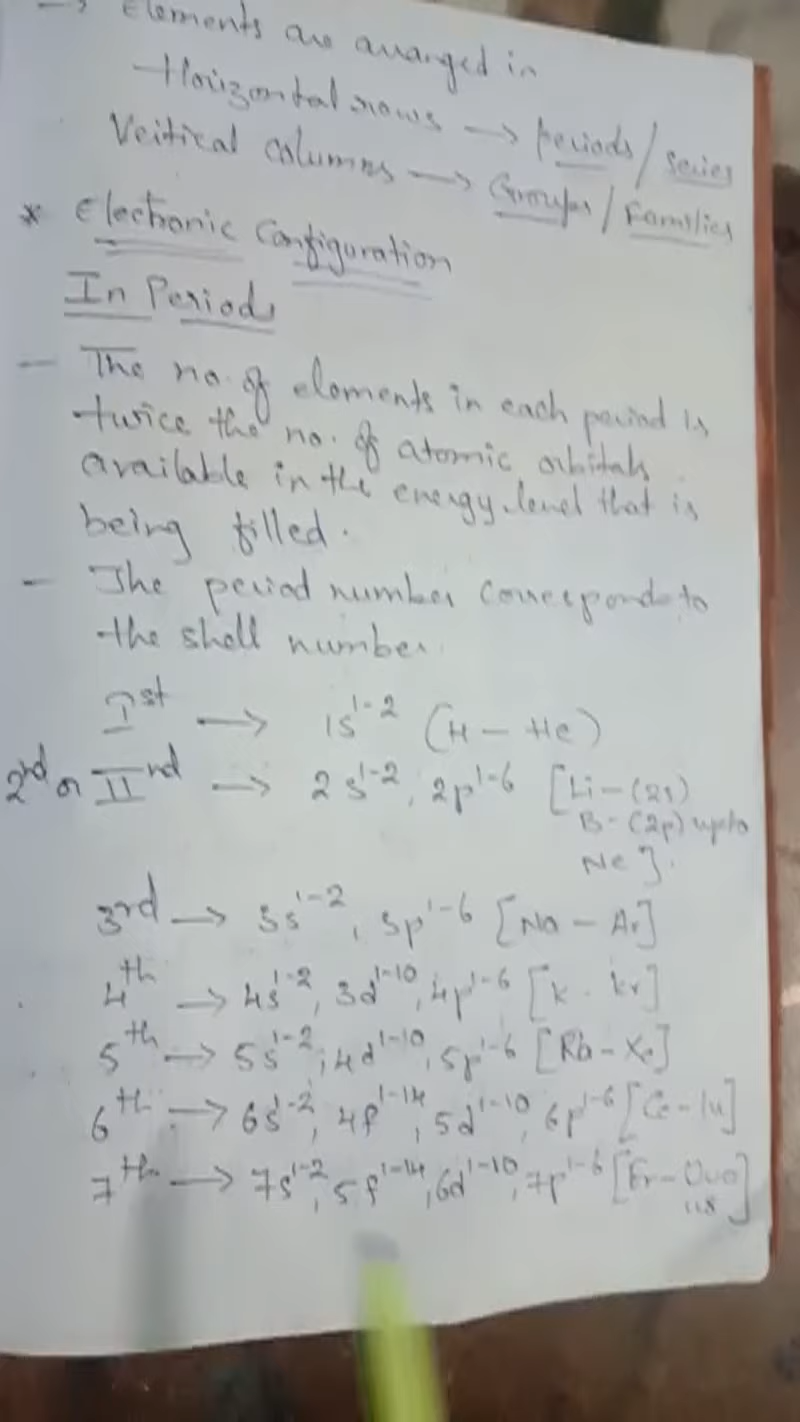 → Elements are arranged in
Horizontal rows → periods / series
Veitical columns → Groups / Families
* Electronic Configuration
In Periods
- The no. of elements in each period is
twice the no. of atomic orbitals
available in the energy level that is
being filled.
- The period number corresponds to
the shell number.
Iˢᵗ → 1s¹⁻² (H - He)
2ʳᵈ or IIⁿᵈ → 2s¹⁻², 2p¹⁻⁶ [Li - (2s)
B - (2p) upto
Ne].
3ʳᵈ → 3s¹⁻², 3p¹⁻⁶ [Na - Ar]
4ᵗʰ → 4s¹⁻², 3d¹⁻¹⁰, 4p¹⁻⁶ [K - Kr]
5ᵗʰ → 5s¹⁻², 4d¹⁻¹⁰, 5p¹⁻⁶ [Rb - Xe]
6ᵗʰ → 6s¹⁻², 4f¹⁻¹⁴, 5d¹⁻¹⁰, 6p¹⁻⁶
7ᵗʰ → 7s¹⁻², 5f¹⁻¹⁴, 6d¹⁻¹⁰, 7p¹⁻⁶ [Fr - Uuo
118]